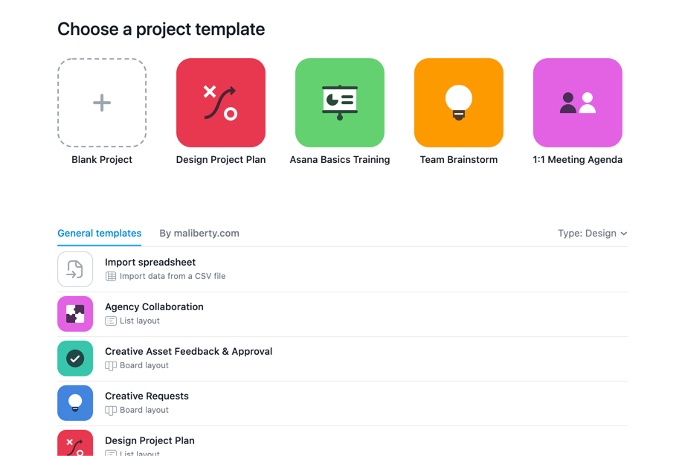 Choose a project template
Blank Project
Design Project Plan
Asana Basics Training
Team Brainstorm
1:1 Meeting Agenda
General templates
By maliberty.com
Type: Design
Import spreadsheet
Import data from a CSV file
Agency Collaboration
List layout
Creative Asset Feedback & Approval
Board layout
Creative Requests
Board layout
Design Project Plan
List layout